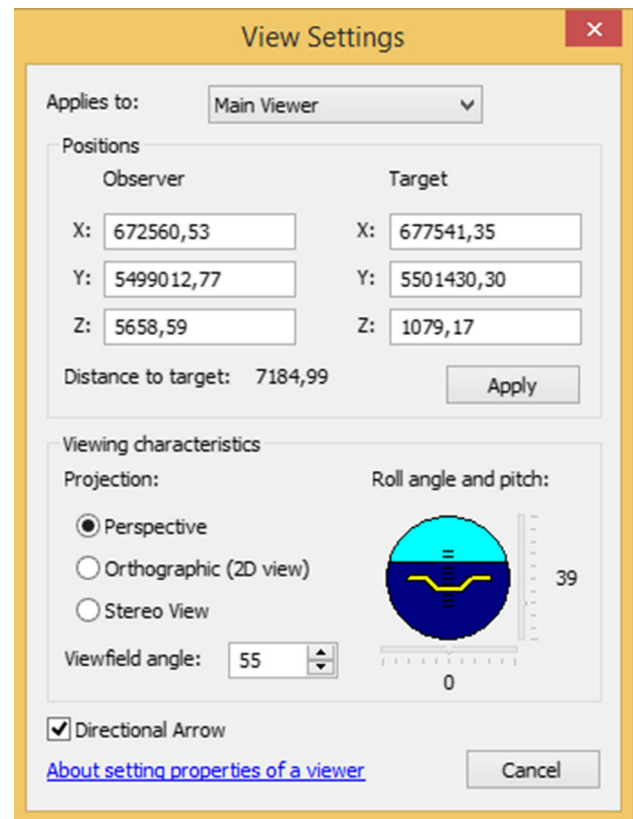 View Settings
Applies to: Main Viewer
Positions
Observer Target
X: 672560,53 X: 677541,35
Y: 5499012,77 Y: 5501430,30
Z: 5658,59 Z: 1079,17
Distance to target: 7184,99 Apply
Viewing characteristics
Projection: Roll angle and pitch:
Perspective
Orthographic (2D view) 39
Stereo View
Viewfield angle: 55
0
Directional Arrow
About setting properties of a viewer Cancel